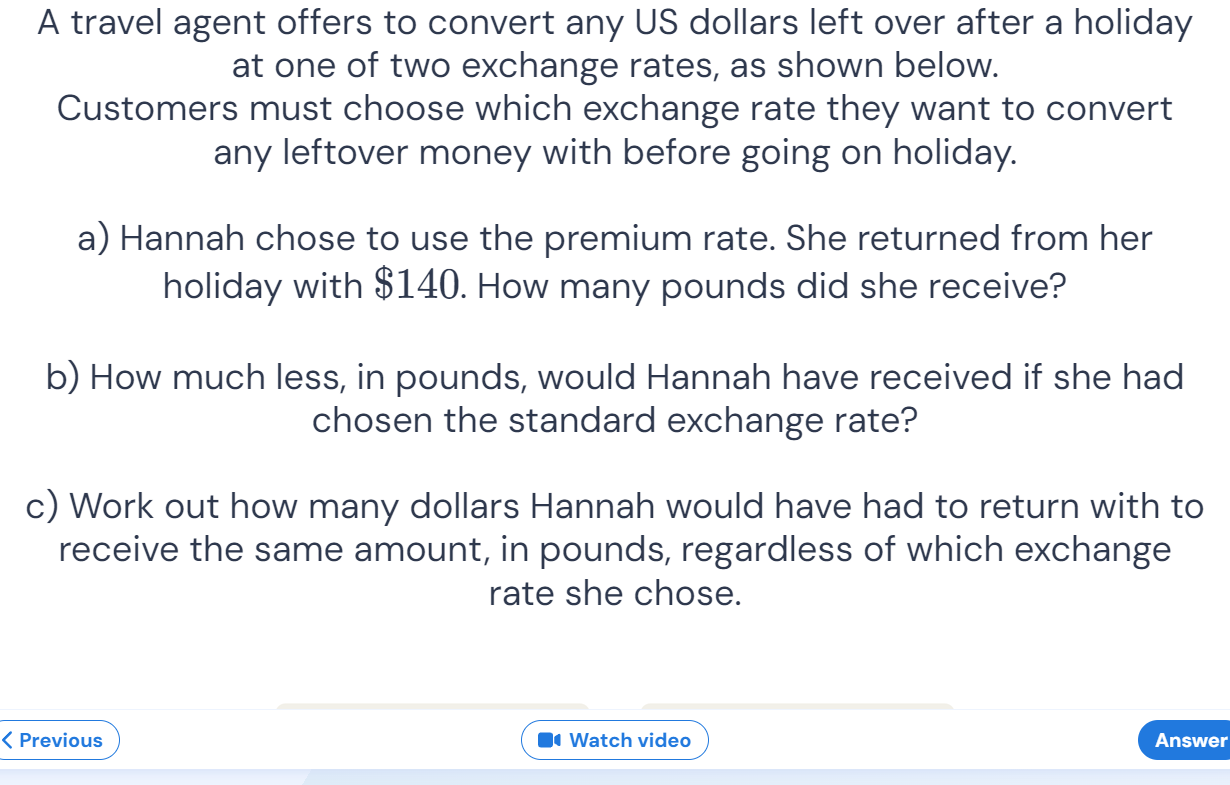 A travel agent offers to convert any US dollars left over after a holiday
at one of two exchange rates, as shown below.
Customers must choose which exchange rate they want to convert
any leftover money with before going on holiday.
a) Hannah chose to use the premium rate. She returned from her
holiday with $140. How many pounds did she receive?
b) How much less, in pounds, would Hannah have received if she had
chosen the standard exchange rate?
c) Work out how many dollars Hannah would have had to return with to
receive the same amount, in pounds, regardless of which exchange
rate she chose.
< Previous
Watch video
Answer